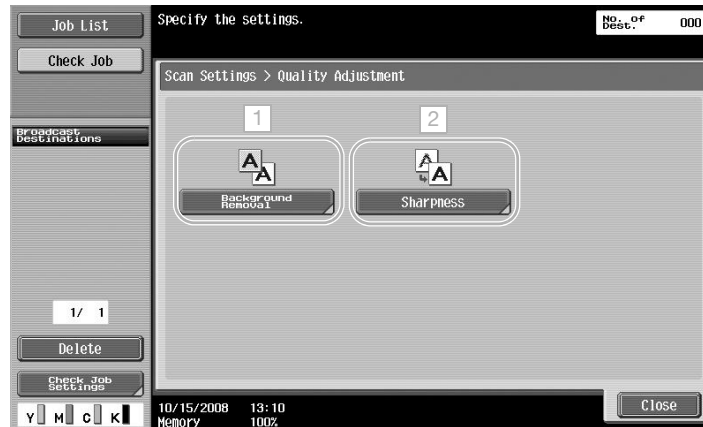 Job List
Check Job
Broadcast
Destinations
1/ 1
Delete
Check Job
Settings
Y M C K
Specify the settings.
No. of
Dest. 000
Scan Settings > Quality Adjustment
1
2
A A
A A
Background
Removal
Sharpness
10/15/2008 13:10
Memory 100%
Close